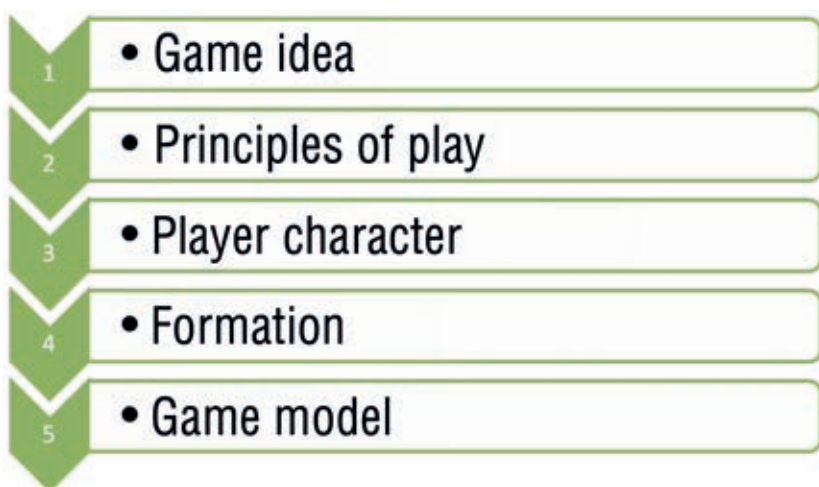 1 • Game idea
2 • Principles of play
3 • Player character
4 • Formation
5 • Game model